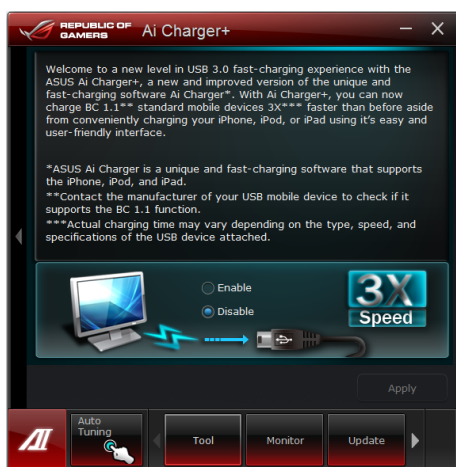 REPUBLIC OF
GAMERS
Ai Charger+
Welcome to a new level in USB 3.0 fast-charging experience with the
ASUS Ai Charger+, a new and improved version of the unique and
fast-charging software Ai Charger*. With Ai Charger+, you can now
charge BC 1.1** standard mobile devices 3X*** faster than before aside
from conveniently charging your iPhone, iPod, or iPad using it's easy and
user-friendly interface.
*ASUS Ai Charger is a unique and fast-charging software that supports
the iPhone, iPod, and iPad.
**Contact the manufacturer of your USB mobile device to check if it
supports the BC 1.1 function.
***Actual charging time may vary depending on the type, speed, and
specifications of the USB device attached.
Enable
Disable
3X
Speed
Apply
AI
Auto
Tuning
Tool
Monitor
Update